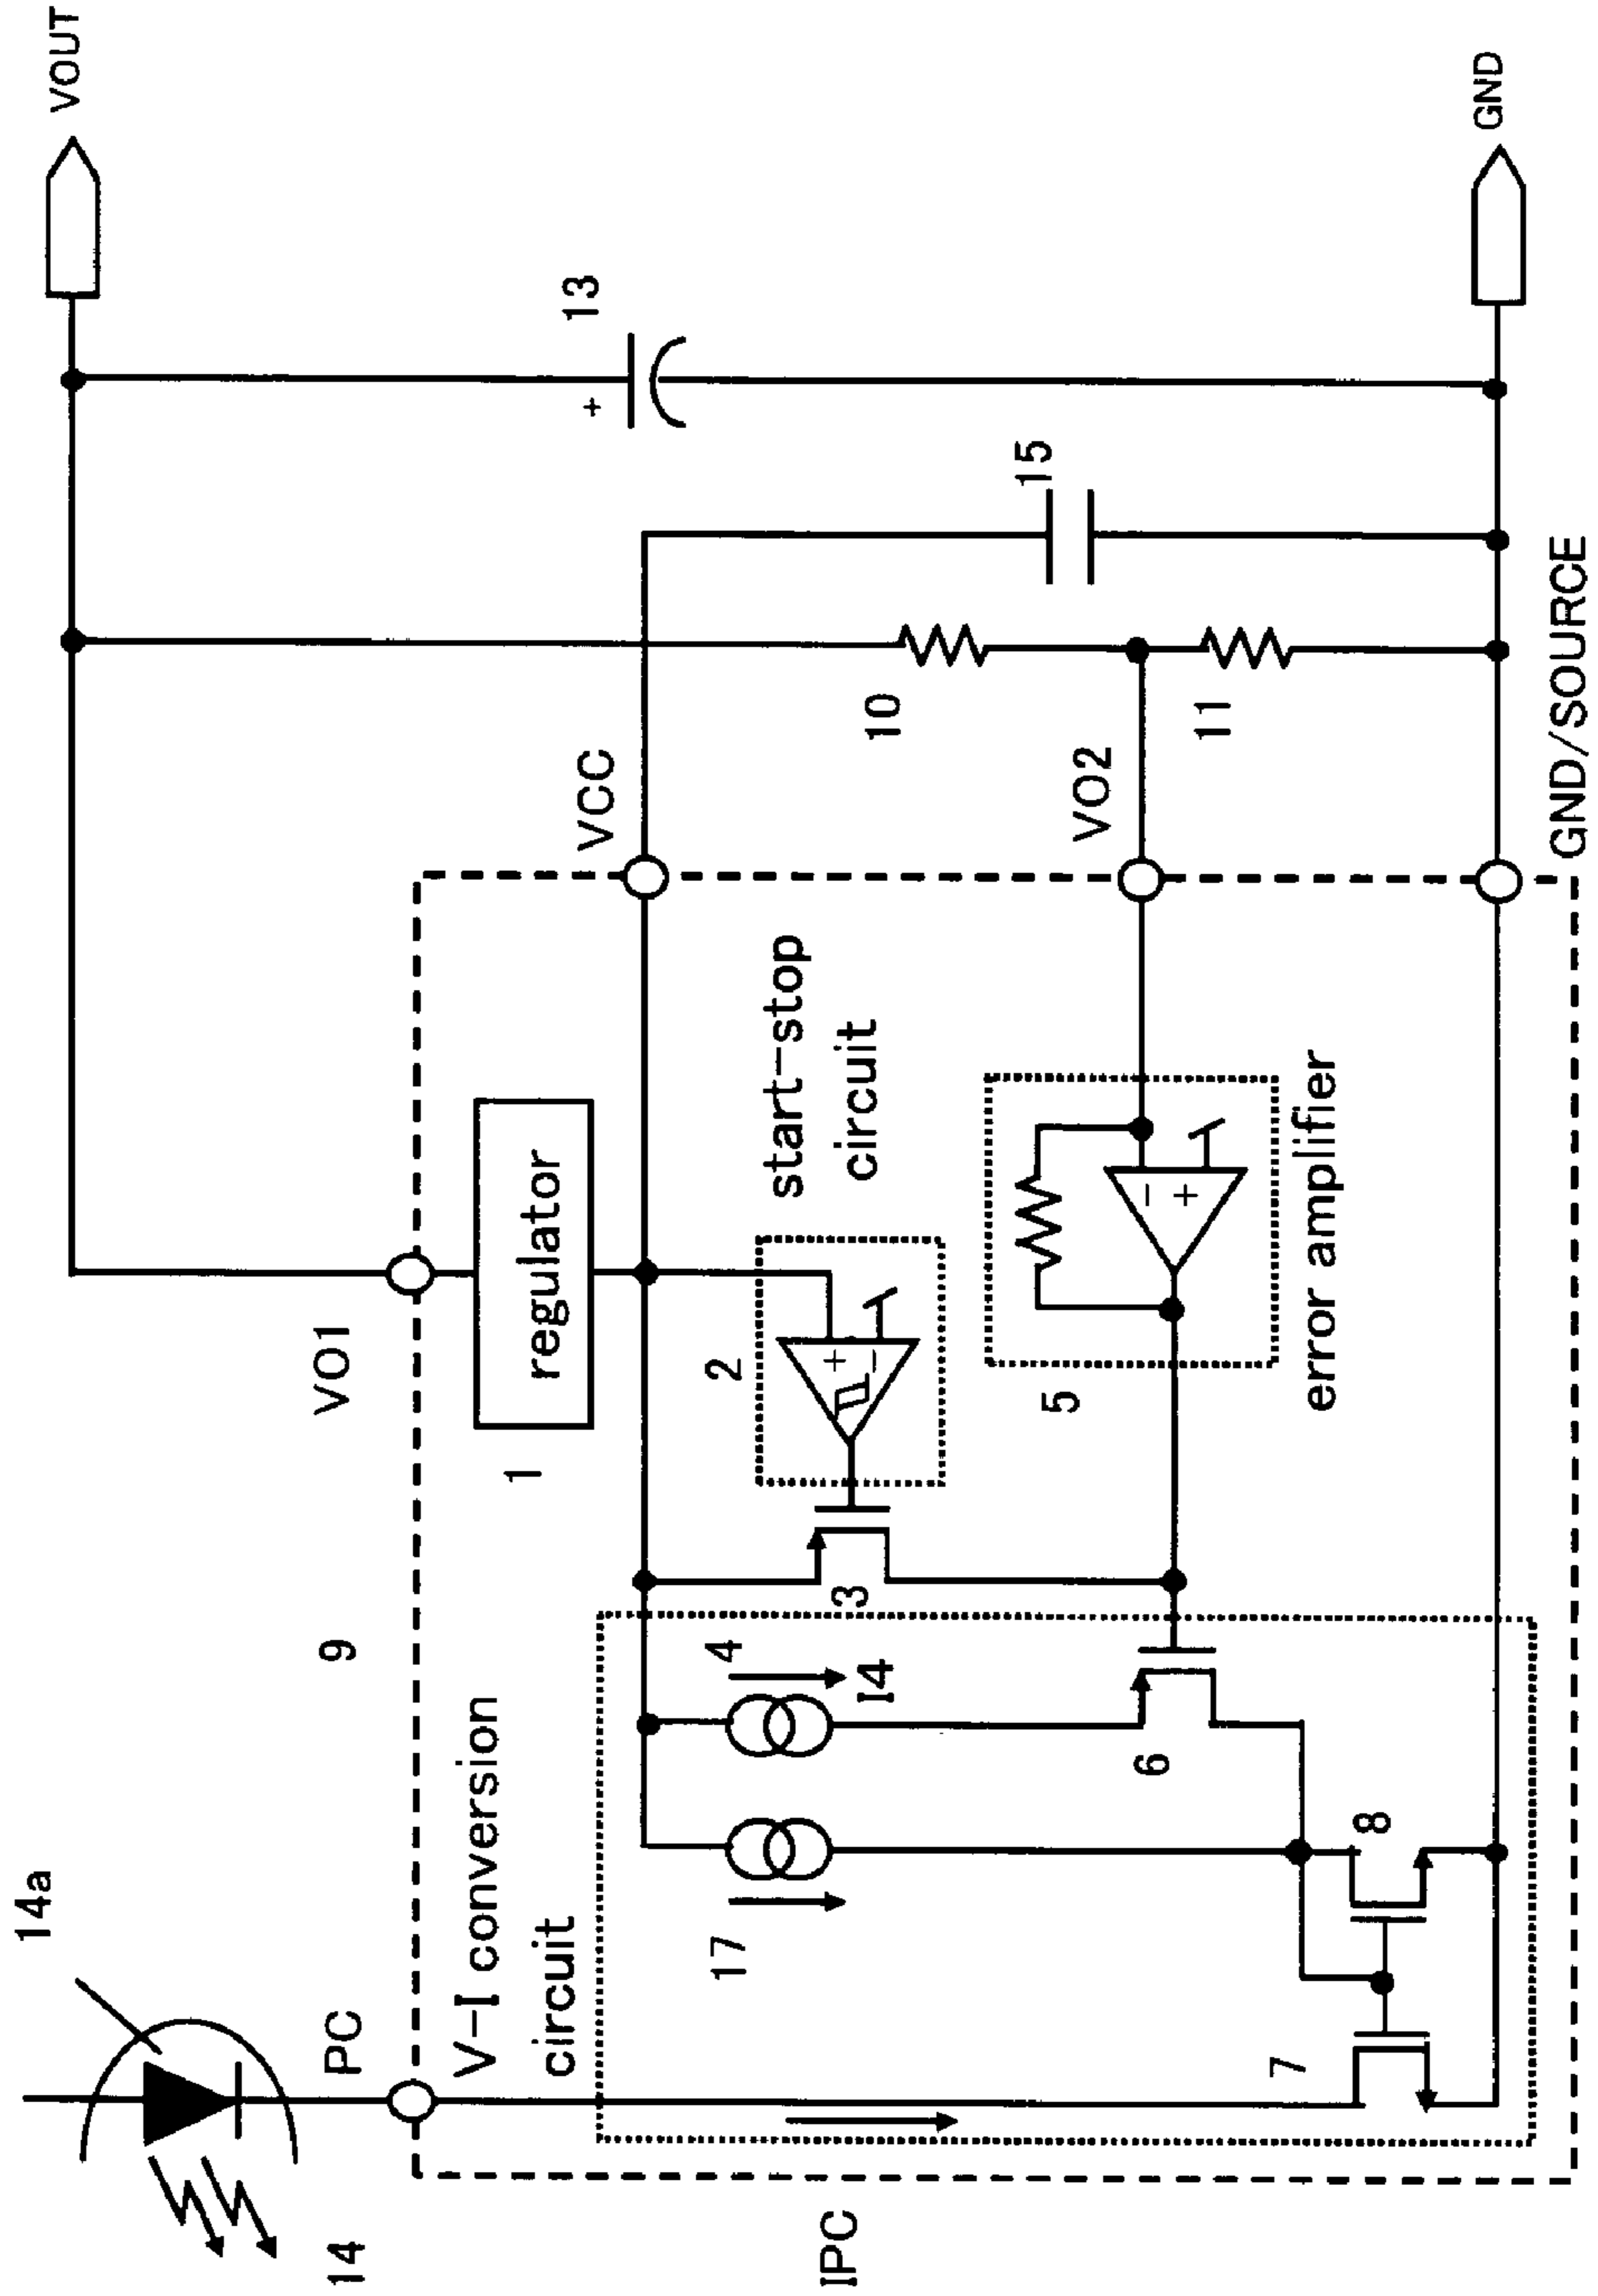 14a
VOUT
14
PC
9
VO1
V-I conversion
circuit
1
regulator
VCC
13
+
17
4
2
start-stop
circuit
IPC
I4
3
+
−
10
15
5
VO2
−
+
6
11
7
8
error amplifier
GND
GND/SOURCE